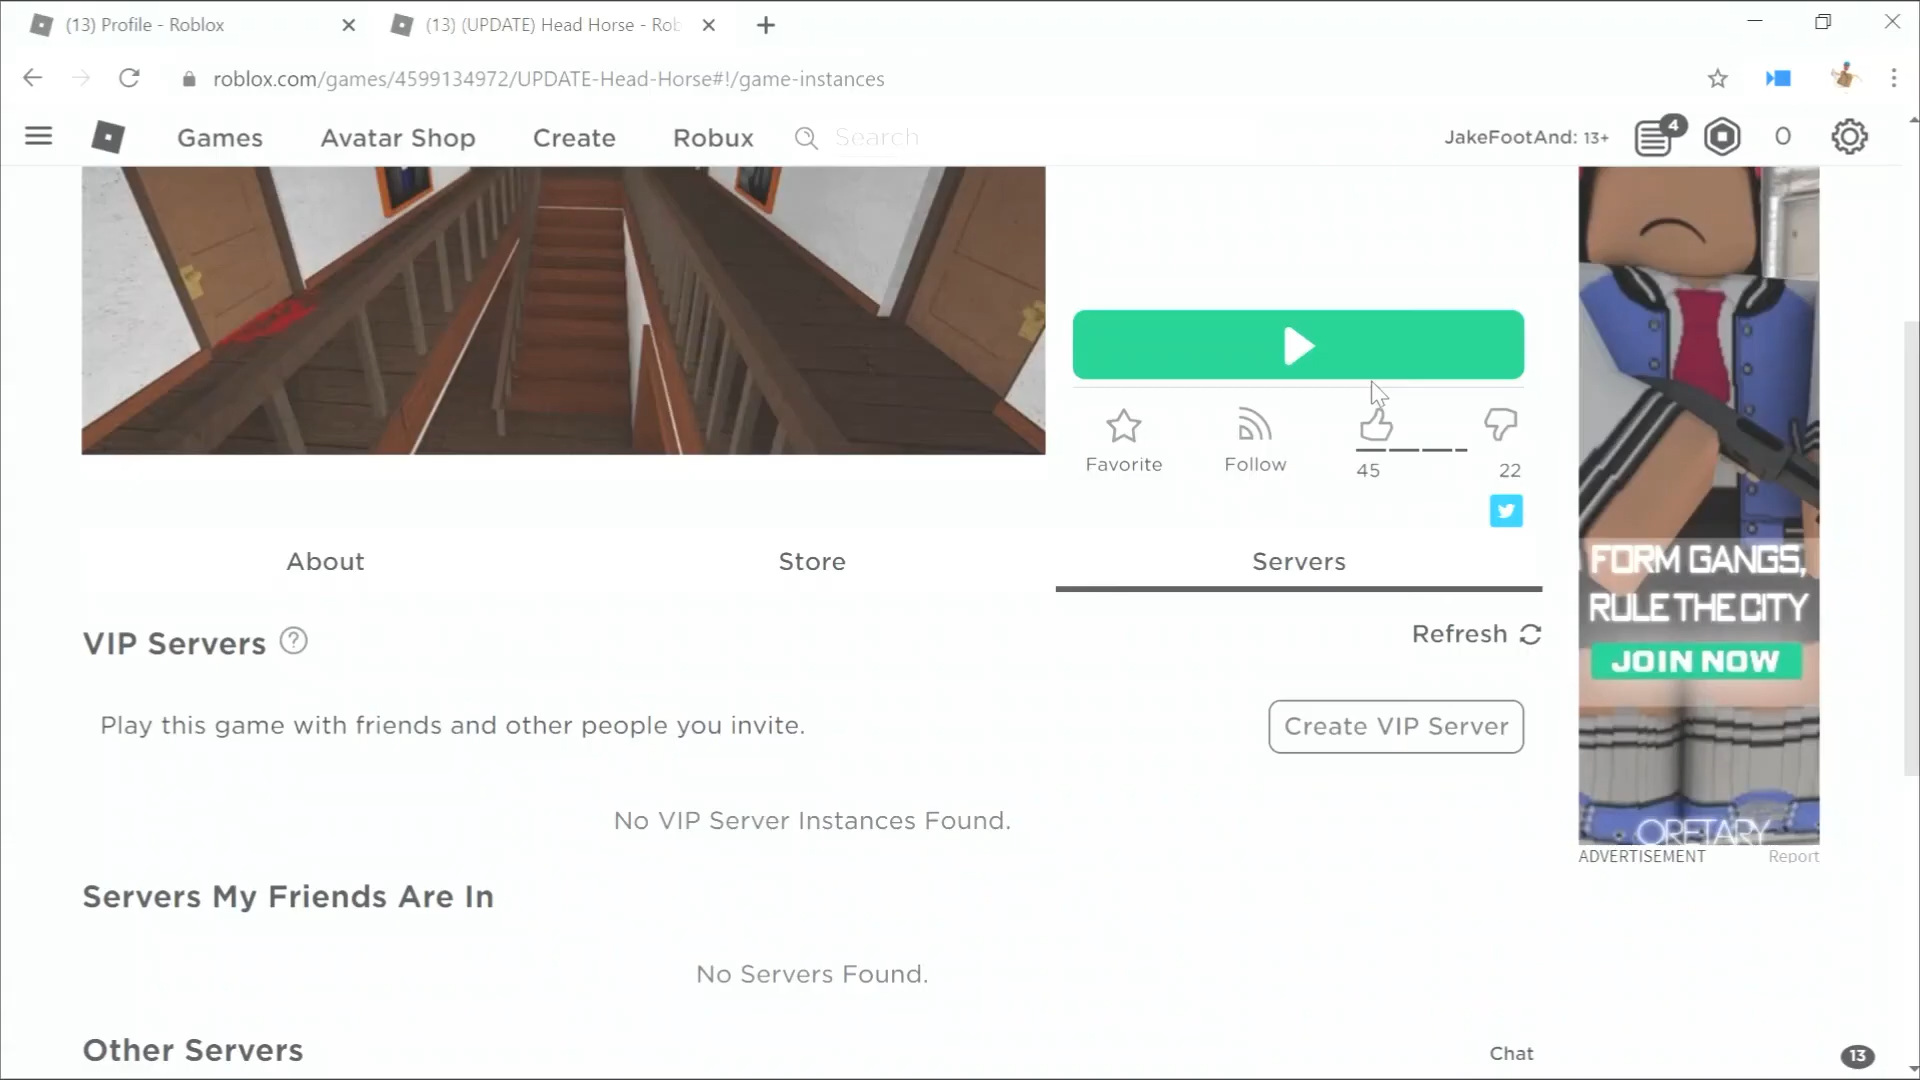 (13) Profile - Roblox
(13) (UPDATE) Head Horse - Rob
roblox.com/games/4599134972/UPDATE-Head-Horse#!/game-instances
Games
Avatar Shop
Create
Robux
Search
JakeFootAnd: 13+
4
0
Favorite
Follow
45
22
About
Store
Servers
VIP Servers ?
Refresh
Play this game with friends and other people you invite.
Create VIP Server
No VIP Server Instances Found.
Servers My Friends Are In
No Servers Found.
Other Servers
Chat
13
FORM GANGS,
RULE THE CITY
JOIN NOW
ORETARY
ADVERTISEMENT
Report